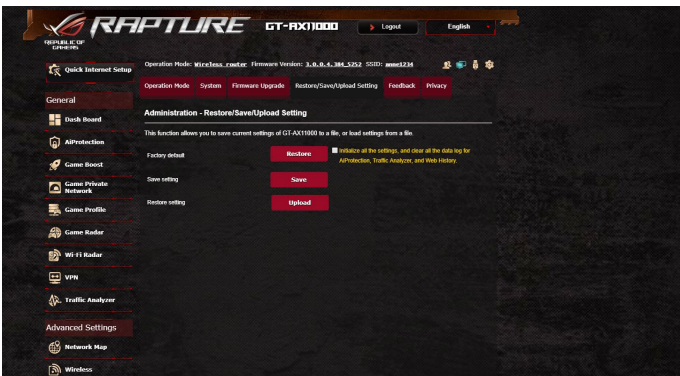 REPUBLIC OF
GAMERS
RAPTURE GT-AX11000 Logout English
Quick Internet Setup
General
Dash Board
AiProtection
Game Boost
Game Private
Network
Game Profile
Game Radar
Wi-Fi Radar
VPN
Traffic Analyzer
Advanced Settings
Network Map
Wireless
Operation Mode: Wireless router Firmware Version: 3.0.0.4.384_5252 SSID:
Operation Mode System Firmware Upgrade Restore/Save/Upload Setting Feedback Privacy
Administration - Restore/Save/Upload Setting
This function allows you to save current settings of GT-AX11000 to a file, or load settings from a file.
Factory default Restore Initialize all the settings, and clear all the data log for
AiProtection, Traffic Analyzer, and Web History.
Save setting Save
Restore setting Upload